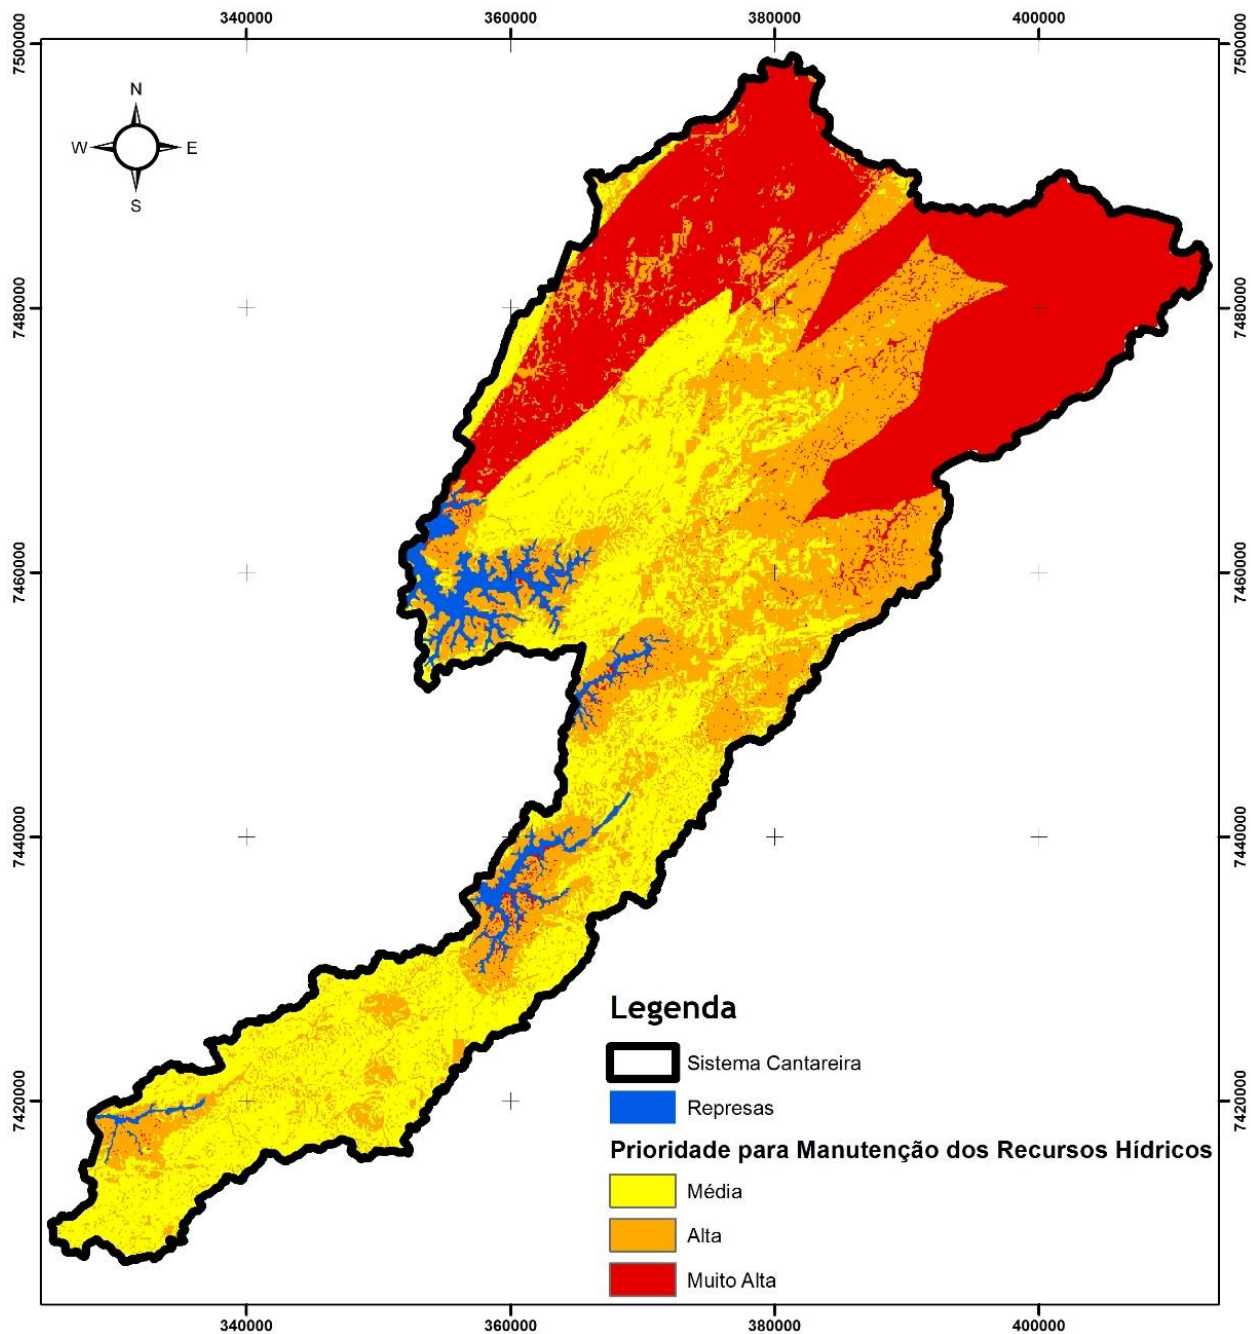 340000 360000 380000 400000
7500000 7500000
N
W E
S
7480000 7480000
7460000 7460000
7440000 7440000
Legenda
Sistema Cantareira
7420000 Represas 7420000
Prioridade para Manutenção dos Recursos Hídricos
Média
Alta
Muito Alta
340000 360000 380000 400000